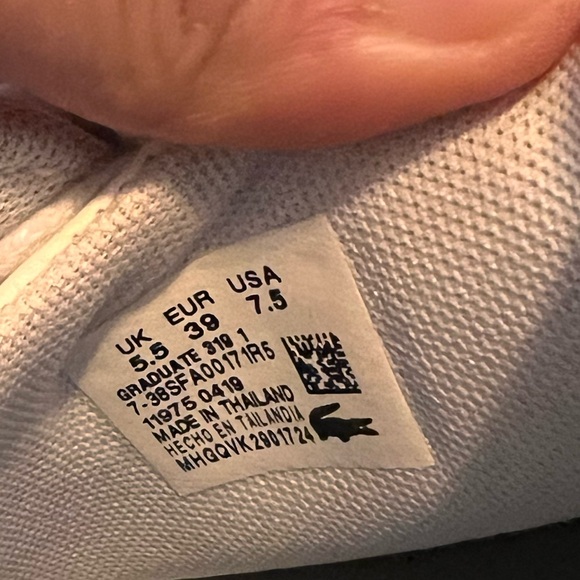 UK EUR USA
5.5 39 7.5
GRADUATE 319 1
7-38SFA00171R5
11975 0419
MADE IN THAILAND
HECHO EN TAILANDIA
MHGQVK2901724